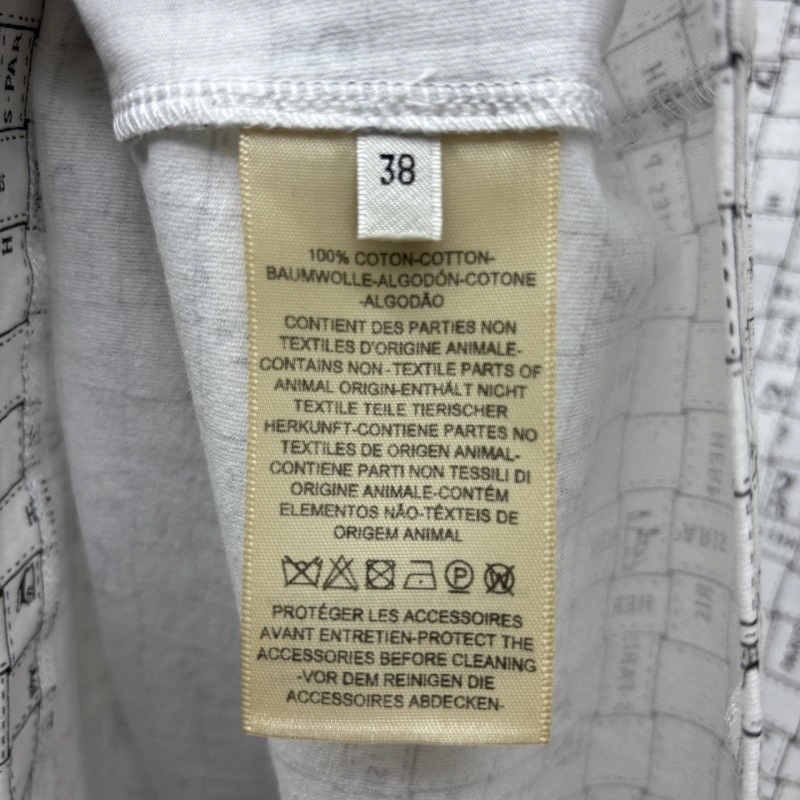 38
100% COTON-COTTON-
BAUMWOLLE-ALGODÓN-COTONE
-ALGODÃO
CONTIENT DES PARTIES NON
TEXTILES D'ORIGINE ANIMALE-
CONTAINS NON-TEXTILE PARTS OF
ANIMAL ORIGIN-ENTHÄLT NICHT
TEXTILE TEILE TIERISCHER
HERKUNFT-CONTIENE PARTES NO
TEXTILES DE ORIGEN ANIMAL-
CONTIENE PARTI NON TESSILI DI
ORIGINE ANIMALE-CONTÉM
ELEMENTOS NÃO-TÊXTEIS DE
ORIGEM ANIMAL
P
W
PROTÉGER LES ACCESSOIRES
AVANT ENTRETIEN-PROTECT THE
ACCESSORIES BEFORE CLEANING
-VOR DEM REINIGEN DIE
ACCESSOIRES ABDECKEN-
S-PAR
H